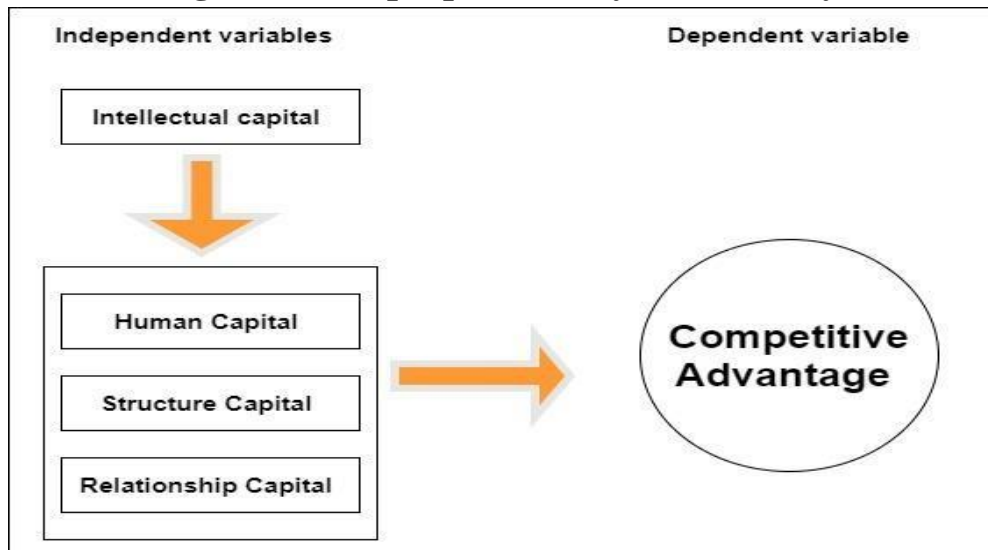 Independent variables
Dependent variable
Intellectual capital
Human Capital
Structure Capital
Relationship Capital
Competitive
Advantage